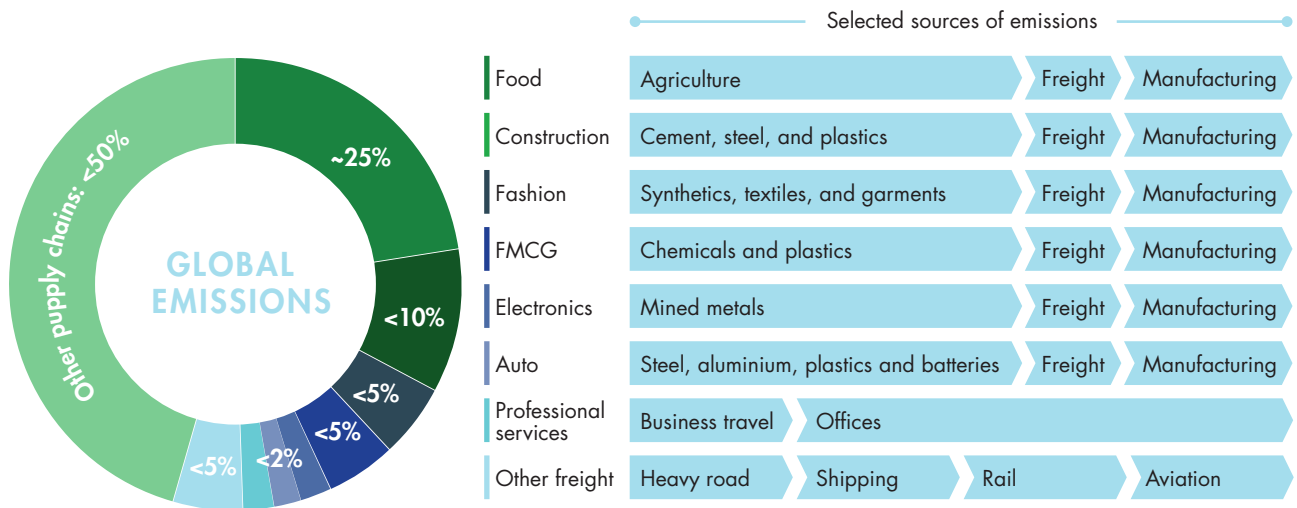 Selected sources of emissions
Other pupply chains: <50%
~25%
<10%
<5%
<5%
<2%
<5%
GLOBAL
EMISSIONS
Food
Agriculture
Freight
Manufacturing
Construction
Cement, steel, and plastics
Freight
Manufacturing
Fashion
Synthetics, textiles, and garments
Freight
Manufacturing
FMCG
Chemicals and plastics
Freight
Manufacturing
Electronics
Mined metals
Freight
Manufacturing
Auto
Steel, aluminium, plastics and batteries
Freight
Manufacturing
Professional
services
Business travel
Offices
Other freight
Heavy road
Shipping
Rail
Aviation